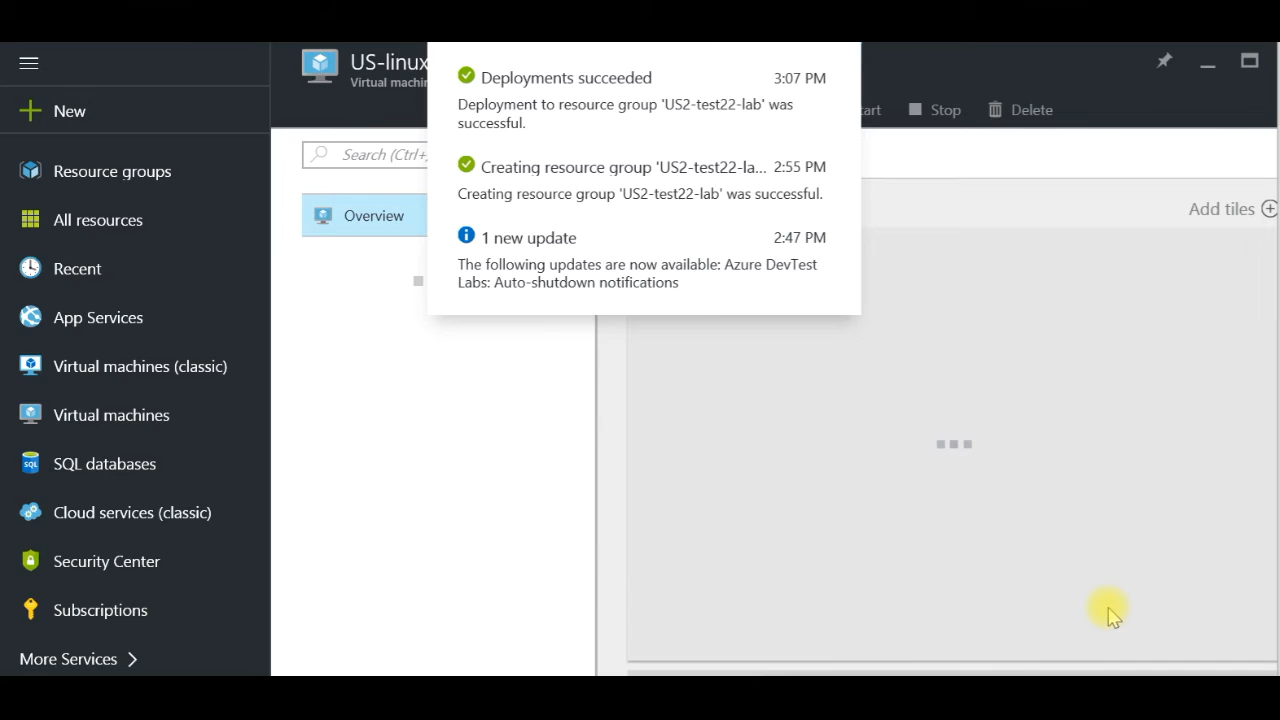 New
Resource groups
All resources
Recent
App Services
Virtual machines (classic)
Virtual machines
SQL databases
SQL
Cloud services (classic)
Security Center
Subscriptions
More Services
US-linux
Virtual machin
Search (Ctrl+
Overview
Deployments succeeded 3:07 PM
Deployment to resource group 'US2-test22-lab' was
successful.
Creating resource group 'US2-test22-la... 2:55 PM
Creating resource group 'US2-test22-lab' was successful.
1 new update 2:47 PM
The following updates are now available: Azure DevTest
Labs: Auto-shutdown notifications
art Stop Delete
Add tiles